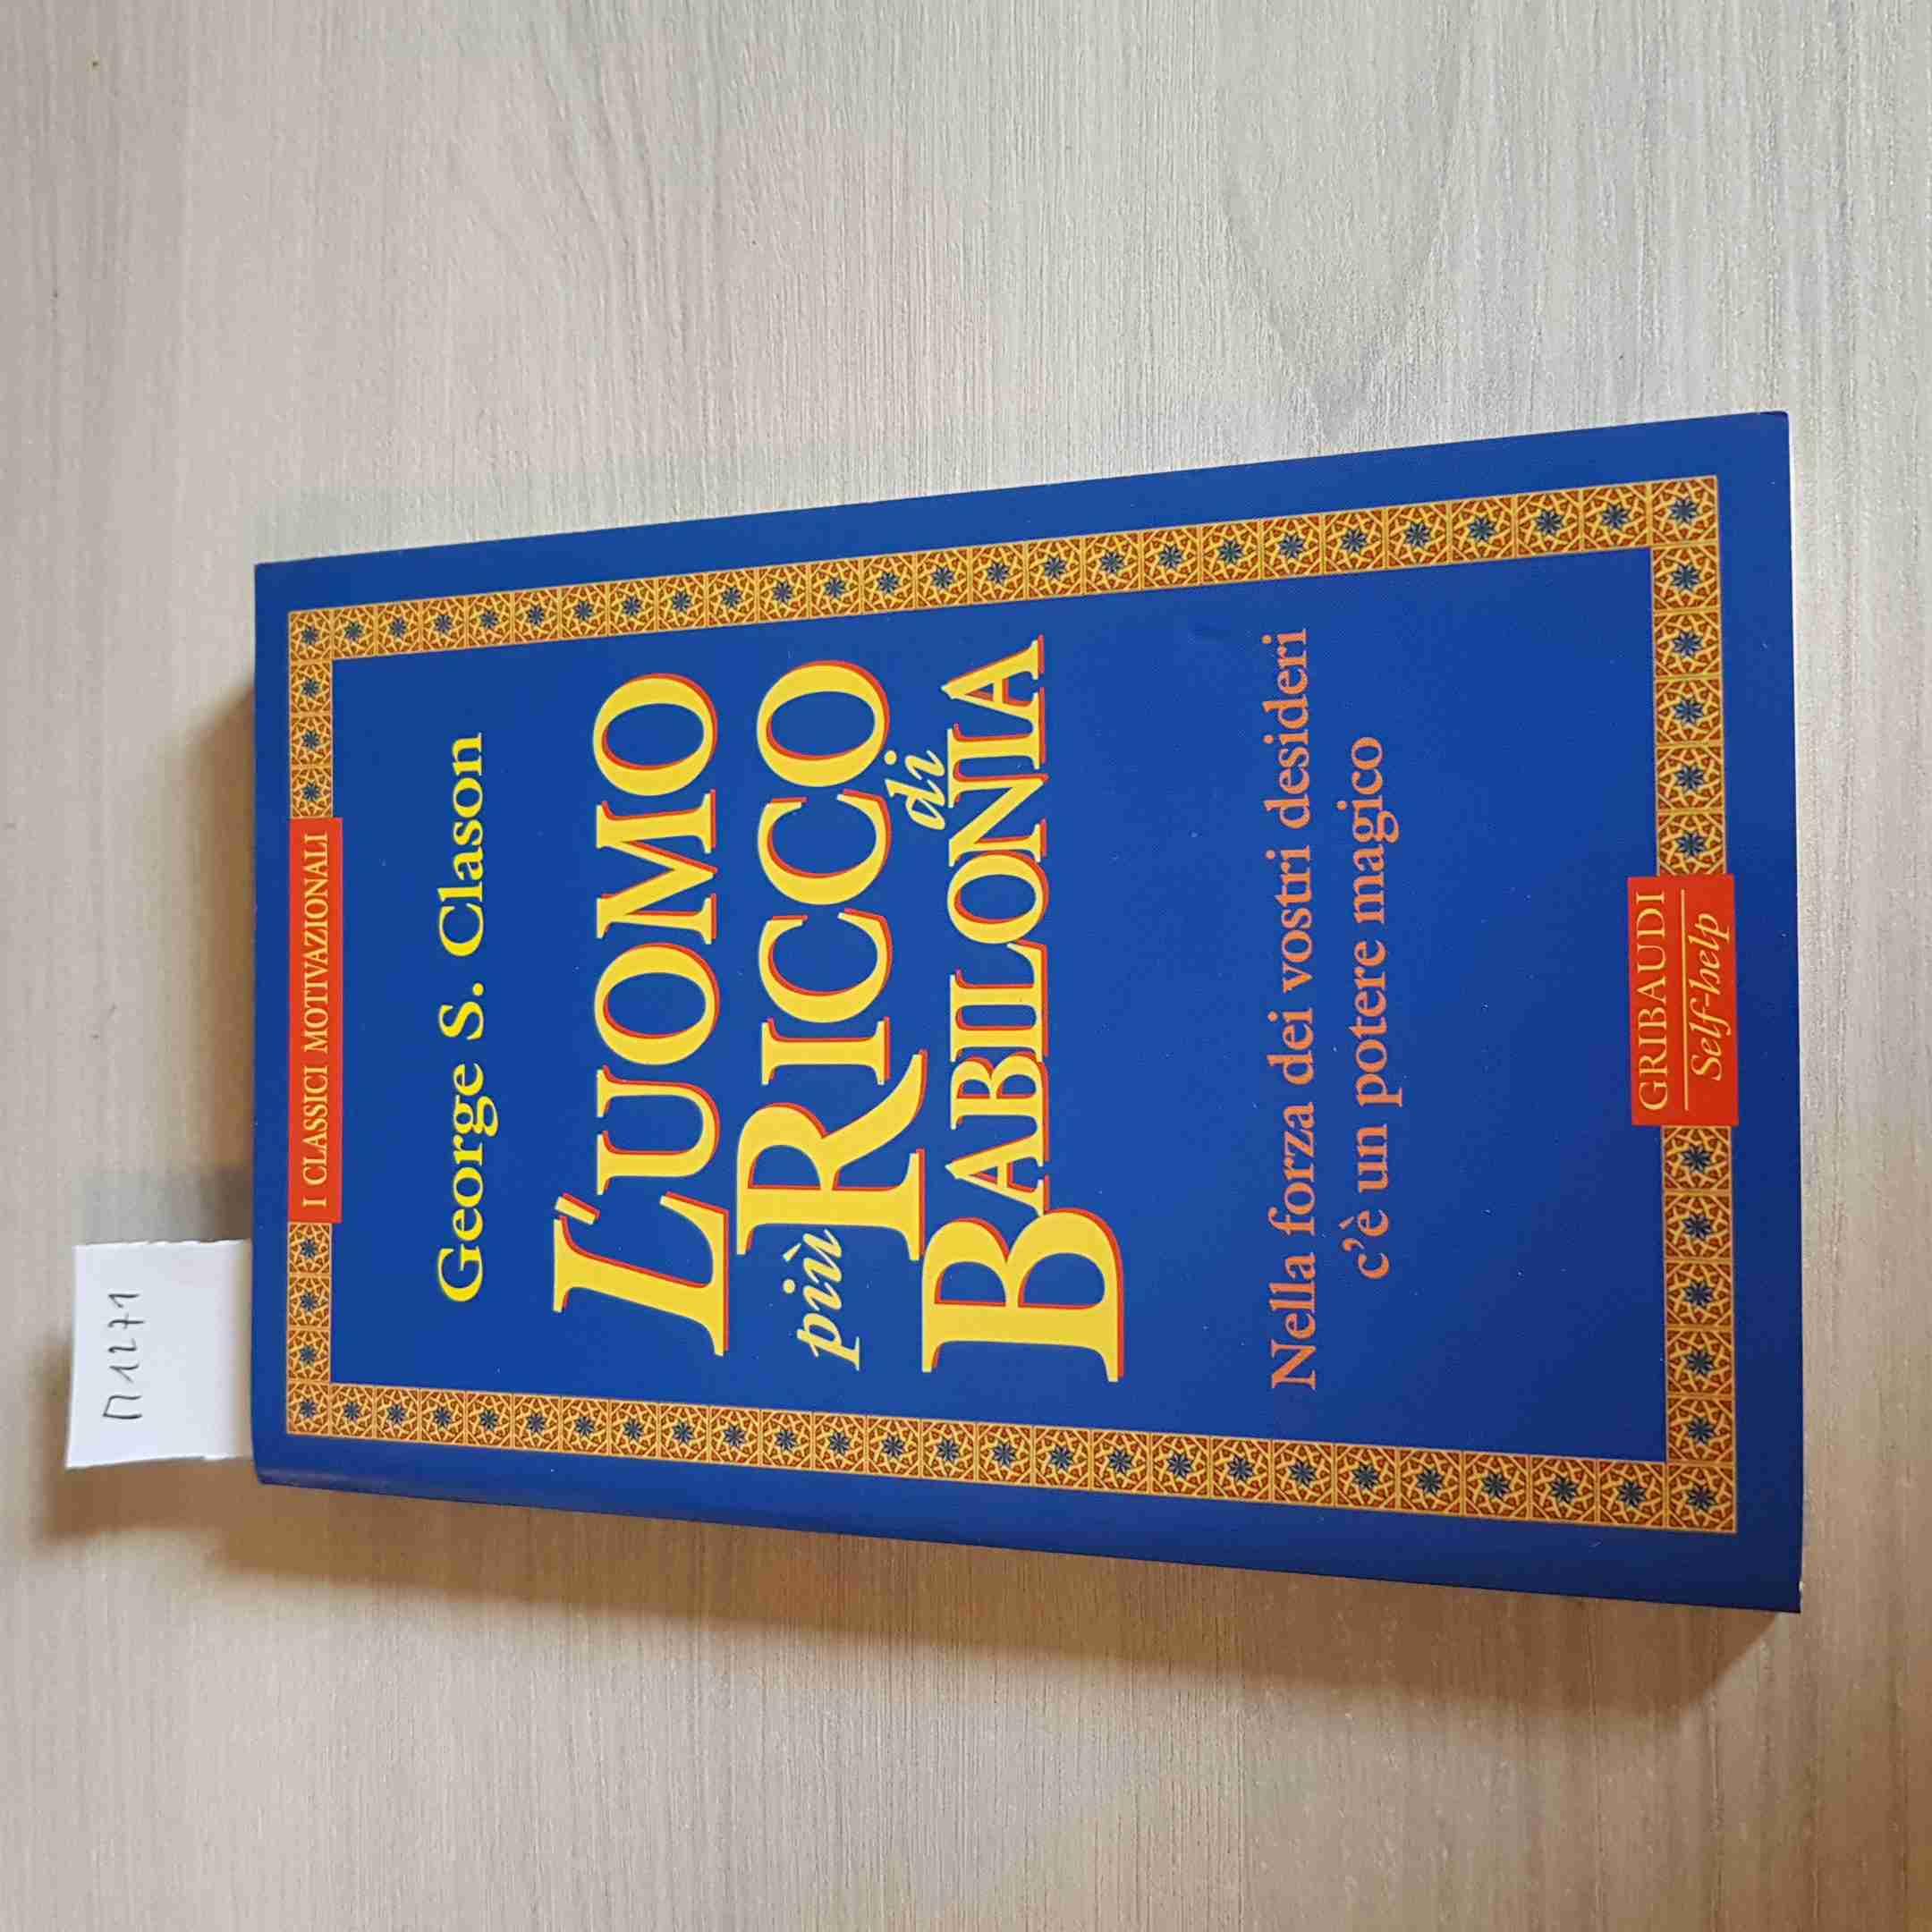 M1271
I CLASSICI MOTIVAZIONALI
George S. Clason
L'UOMO
più RICCO
di
BABILONIA
Nella forza dei vostri desideri
c'è un potere magico
GRIBAUDI
Self-help